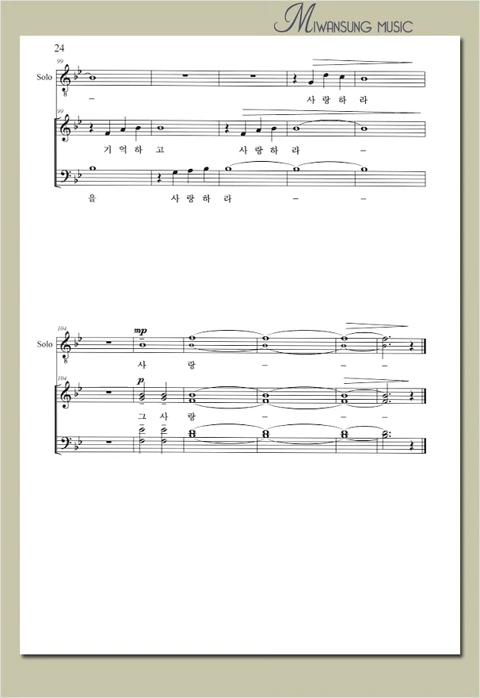 MIWANSUNG MUSIC
24
99
Solo
– 사 랑 하 라
99
기 억 하 고 사 랑 하 라 –
을 사 랑 하 라 – –
104
mp
Solo
사 랑 – – –
104
p
그 사 랑 – – –